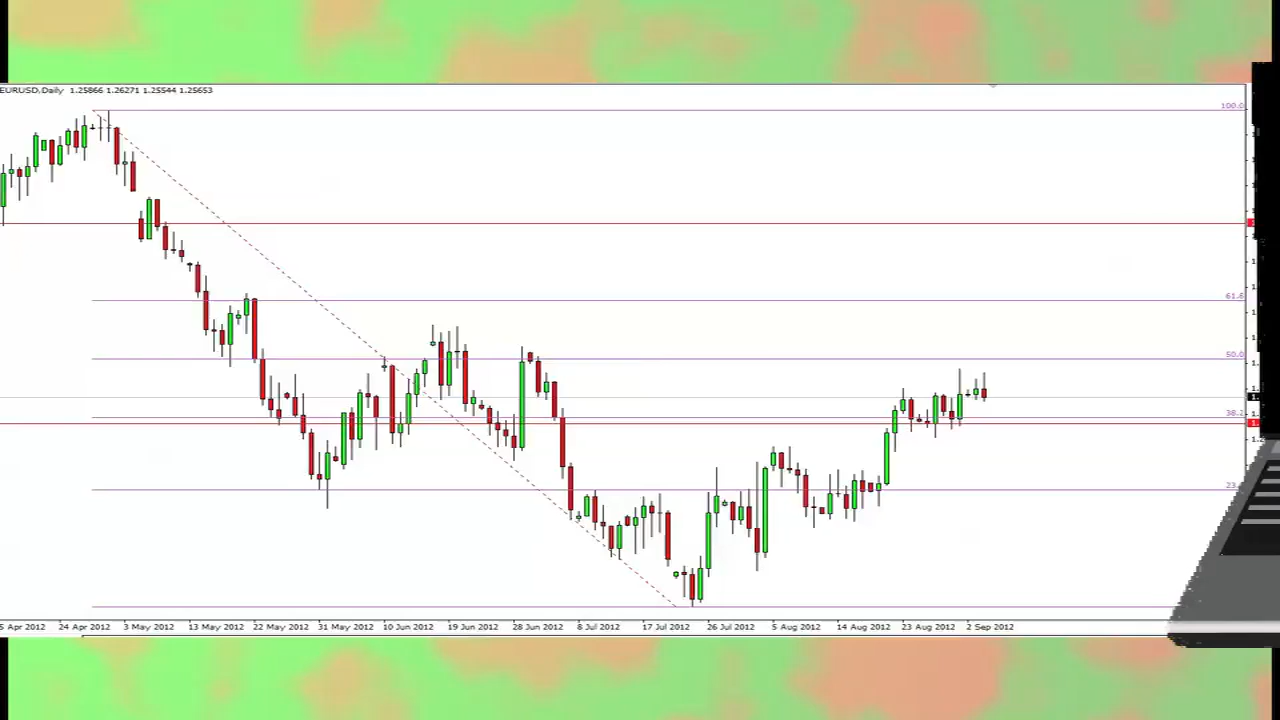 EURUSD,Daily 1.25866 1.26271 1.25544 1.25653
100.0
61.8
50.0
38.2
23.
5 Apr 2012 24 Apr 2012 3 May 2012 13 May 2012 22 May 2012 31 May 2012 10 Jun 2012 19 Jun 2012 28 Jun 2012 8 Jul 2012 17 Jul 2012 26 Jul 2012 5 Aug 2012 14 Aug 2012 23 Aug 2012 2 Sep 2012